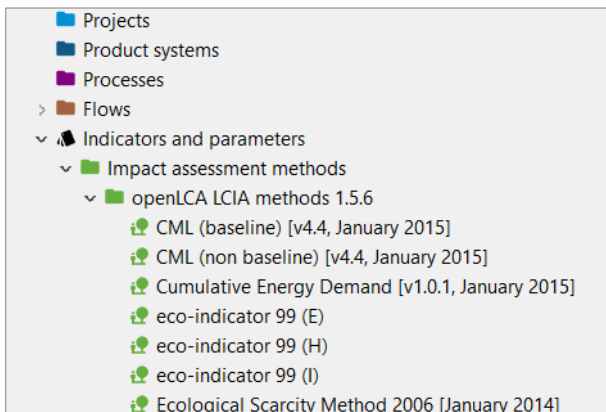 Projects
Product systems
Processes
Flows
Indicators and parameters
Impact assessment methods
openLCA LCIA methods 1.5.6
CML (baseline) [v4.4, January 2015]
CML (non baseline) [v4.4, January 2015]
Cumulative Energy Demand [v1.0.1, January 2015]
eco-indicator 99 (E)
eco-indicator 99 (H)
eco-indicator 99 (I)
Ecological Scarcity Method 2006 [January 2014]